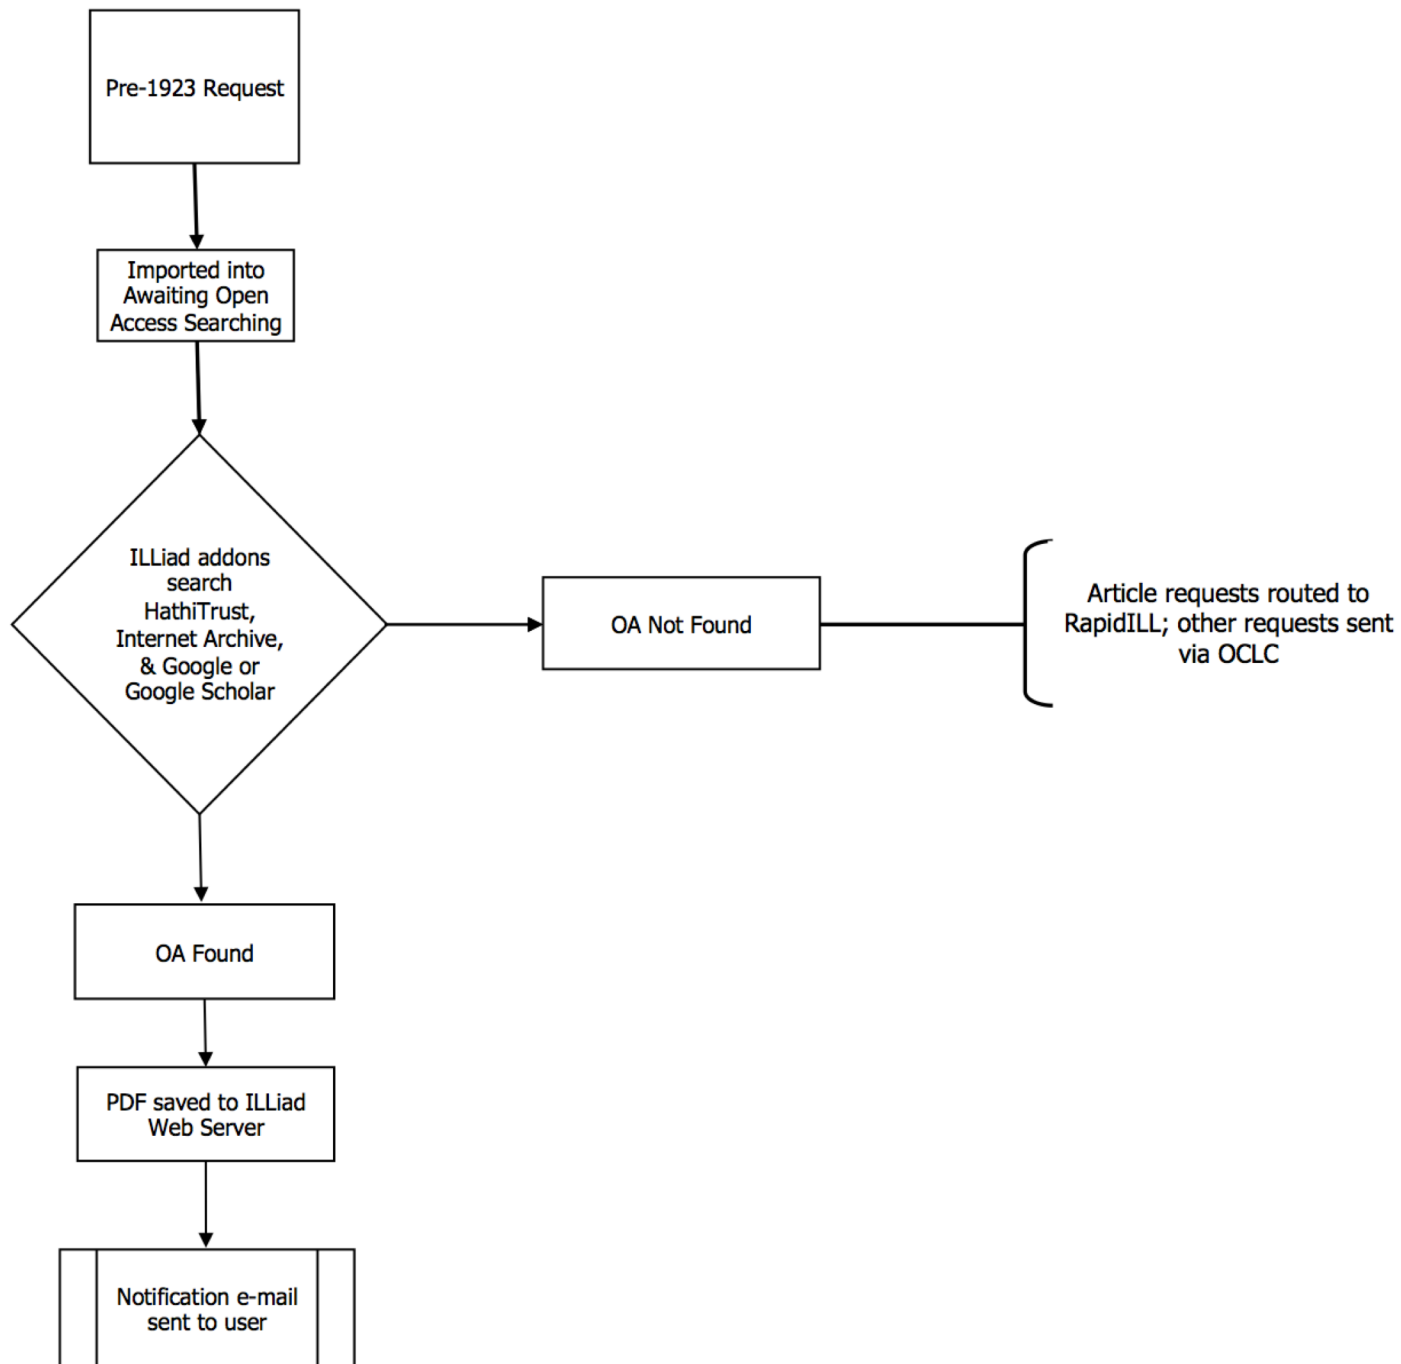 Pre-1923 Request
Imported into
Awaiting Open
Access Searching
ILLiad addons
search
HathiTrust,
Internet Archive,
& Google or
Google Scholar
OA Not Found
Article requests routed to
RapidILL; other requests sent
via OCLC
OA Found
PDF saved to ILLiad
Web Server
Notification e-mail
sent to user